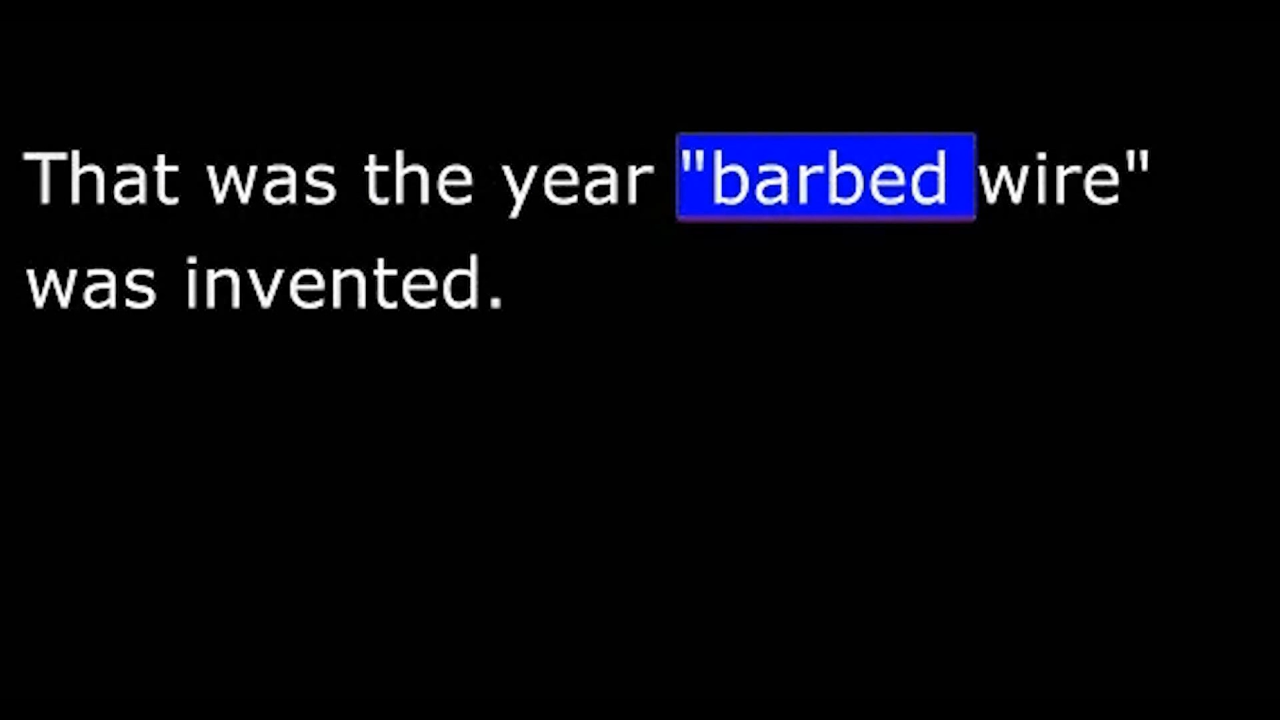 That was the year "barbed wire"
was invented.